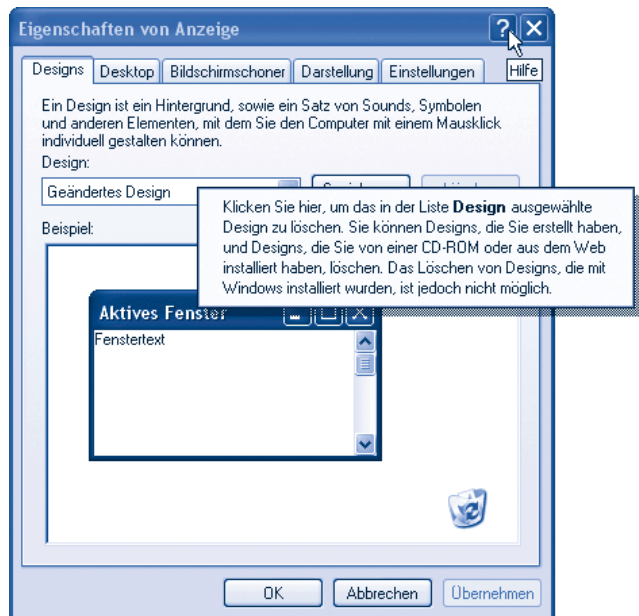 Eigenschaften von Anzeige
Hilfe
Designs Desktop Bildschirmschoner Darstellung Einstellungen
Ein Design ist ein Hintergrund, sowie ein Satz von Sounds, Symbolen
und anderen Elementen, mit dem Sie den Computer mit einem Mausklick
individuell gestalten können.
Design:
Geändertes Design
Klicken Sie hier, um das in der Liste Design ausgewählte
Design zu löschen. Sie können Designs, die Sie erstellt haben,
und Designs, die Sie von einer CD-ROM oder aus dem Web
installiert haben, löschen. Das Löschen von Designs, die mit
Windows installiert wurden, ist jedoch nicht möglich.
Beispiel:
Aktives Fenster
Fenstertext
OK Abbrechen Übernehmen